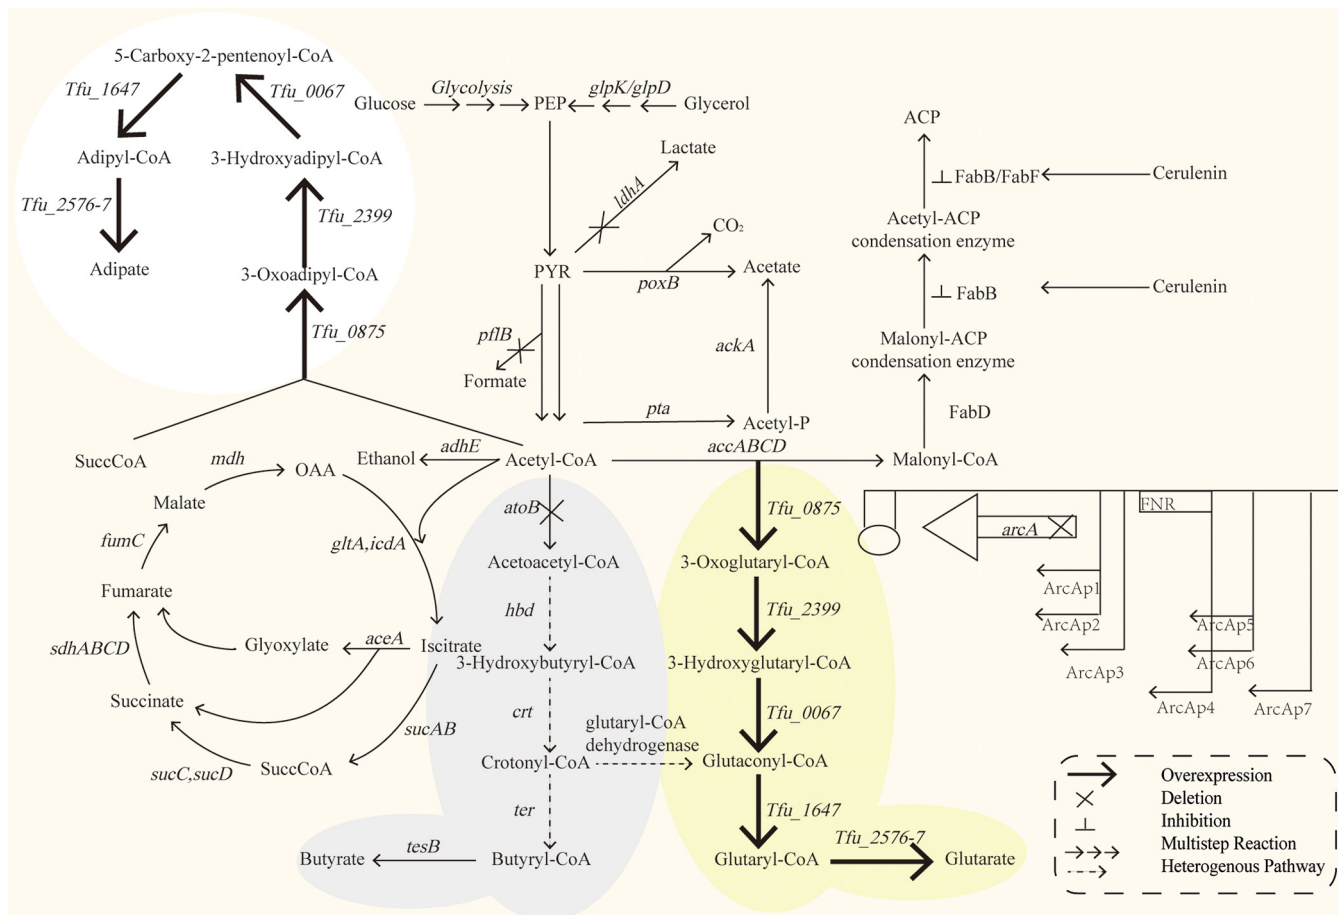 5-Carboxy-2-pentenoyl-CoA
Tfu_1647
Tfu_0067
Adipyl-CoA
3-Hydroxyadipyl-CoA
Tfu_2576-7
Tfu_2399
Adipate
3-Oxoadipyl-CoA
Tfu_0875
Glucose
Glycolysis
PEP
glpK/glpD
Glycerol
Lactate
ldhA
CO₂
PYR
poxB
Acetate
pflB
Formate
ackA
pta
Acetyl-P
ACP
FabB/FabF
Cerulenin
Acetyl-ACP
condensation enzyme
FabB
Cerulenin
Malonyl-ACP
condensation enzyme
FabD
SuccCoA
Ethanol
adhE
Acetyl-CoA
accABCD
Malonyl-CoA
mdh
OAA
Malate
gltA,icdA
fumC
Fumarate
sdhABCD
Glyoxylate
aceA
Iscitrate
Succinate
sucAB
sucC,sucD
SuccCoA
atoB
Acetoacetyl-CoA
hbd
3-Hydroxybutyryl-CoA
crt
Crotonyl-CoA
glutaryl-CoA
dehydrogenase
ter
Butyrate
tesB
Butyryl-CoA
Tfu_0875
3-Oxoglutaryl-CoA
Tfu_2399
3-Hydroxyglutaryl-CoA
Tfu_0067
Glutaconyl-CoA
Tfu_1647
Glutaryl-CoA
Tfu_2576-7
Glutarate
arcA
FNR
ArcAp1
ArcAp2
ArcAp3
ArcAp5
ArcAp6
ArcAp4
ArcAp7
Overexpression
Deletion
Inhibition
Multistep Reaction
Heterogenous Pathway